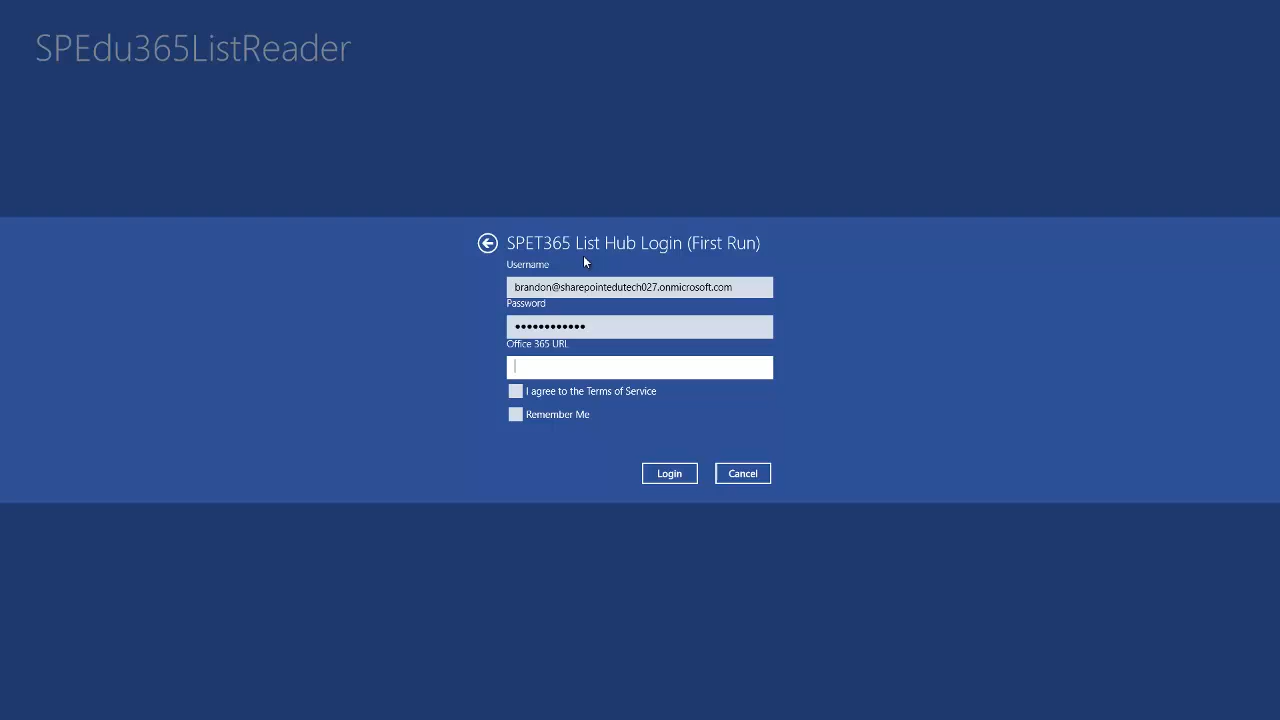 SPEdu365ListReader
SPET365 List Hub Login (First Run)
Username
brandon@sharepointedutech027.onmicrosoft.com
Password
••••••••••••
Office 365 URL
I agree to the Terms of Service
Remember Me
Login Cancel